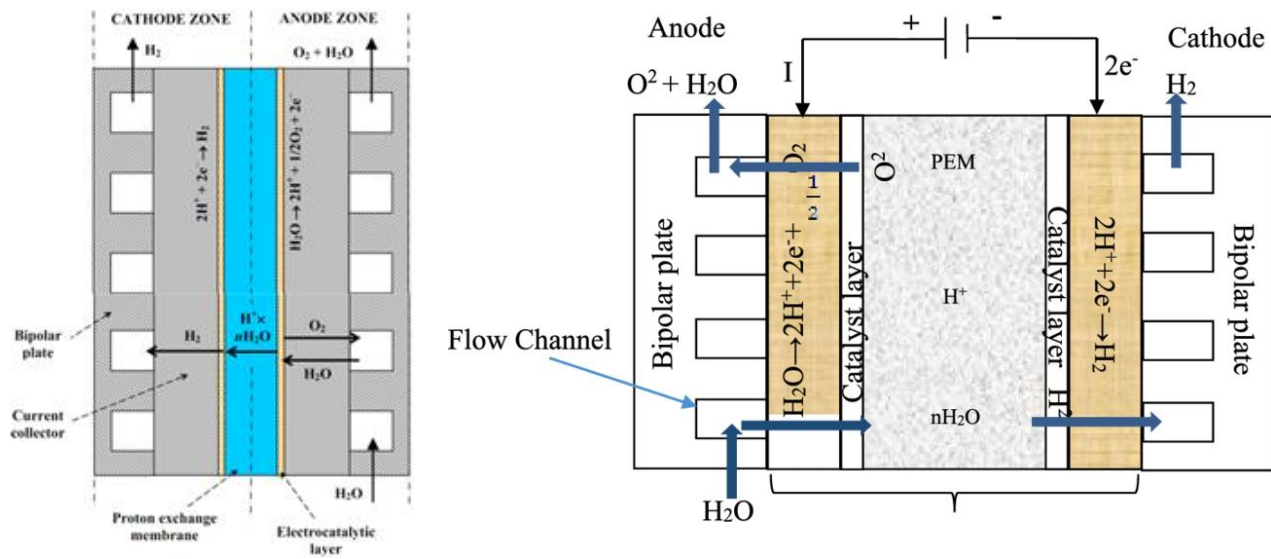 CATHODE ZONE
ANODE ZONE
H₂
O₂ + H₂O
2H⁺ + 2e⁻ → H₂
H₂O → 2H⁺ + 1/2O₂ + 2e⁻
H⁺×
nH₂O
H₂
O₂
H₂O
Bipolar
plate
Current
collector
H₂O
Proton exchange
membrane
Electrocatalytic
layer
Anode
+
-
Cathode
I
2e⁻
O² + H₂O
H₂
O²
PEM
Bipolar plate
H₂O→2H⁺+2e⁻+ 1/2 O₂
Catalyst layer
H⁺
Catalyst layer
H²
2H⁺+2e⁻→H₂
Bipolar plate
Flow Channel
nH₂O
H₂O